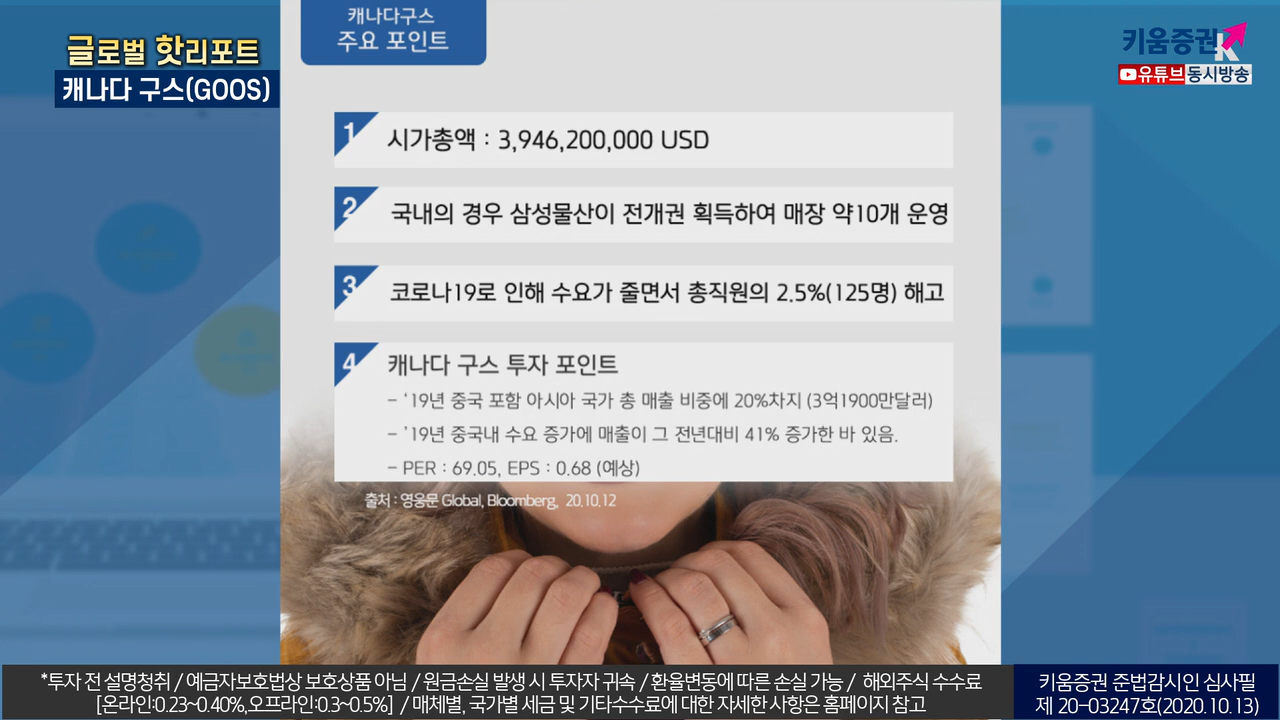 글로벌 핫리포트
캐나다 구스(GOOS)
캐나다구스
주요 포인트
키움증권
유튜브동시방송
1 시가총액 : 3,946,200,000 USD
2 국내의 경우 삼성물산이 전개권 획득하여 매장 약10개 운영
3 코로나19로 인해 수요가 줄면서 총직원의 2.5%(125명) 해고
4 캐나다 구스 투자 포인트
- '19년 중국 포함 아시아 국가 총 매출 비중에 20%차지 (3억1900만달러)
- '19년 중국내 수요 증가에 매출이 그 전년대비 41% 증가한 바 있음.
- PER : 69.05, EPS : 0.68 (예상)
출처 : 영웅문 Global, Bloomberg, 20.10.12
*투자 전 설명청취 / 예금자보호법상 보호상품 아님 / 원금손실 발생 시 투자자 귀속 / 환율변동에 따른 손실 가능 / 해외주식 수수료
[온라인:0.23~0.40%,오프라인:0.3~0.5%] / 매체별, 국가별 세금 및 기타수수료에 대한 자세한 사항은 홈페이지 참고
키움증권 준법감시인 심사필
제 20-03247호(2020.10.13)